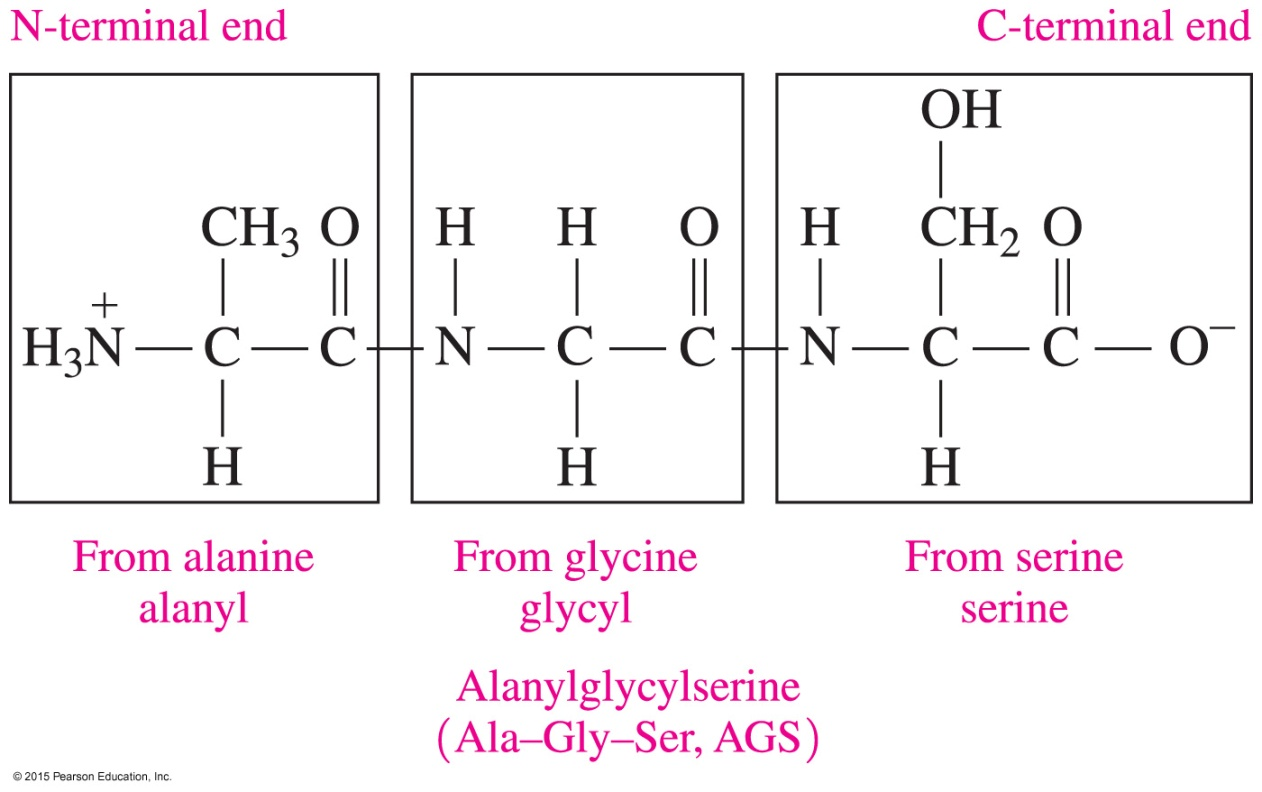 N-terminal end C-terminal end
OH
CH₃ O H H O H CH₂ O
+
H₃N — C — C — N — C — C — N — C — C — O⁻
H H H
From alanine From glycine From serine
alanyl glycyl serine
Alanylglycylserine
(Ala–Gly–Ser, AGS)
© 2015 Pearson Education, Inc.